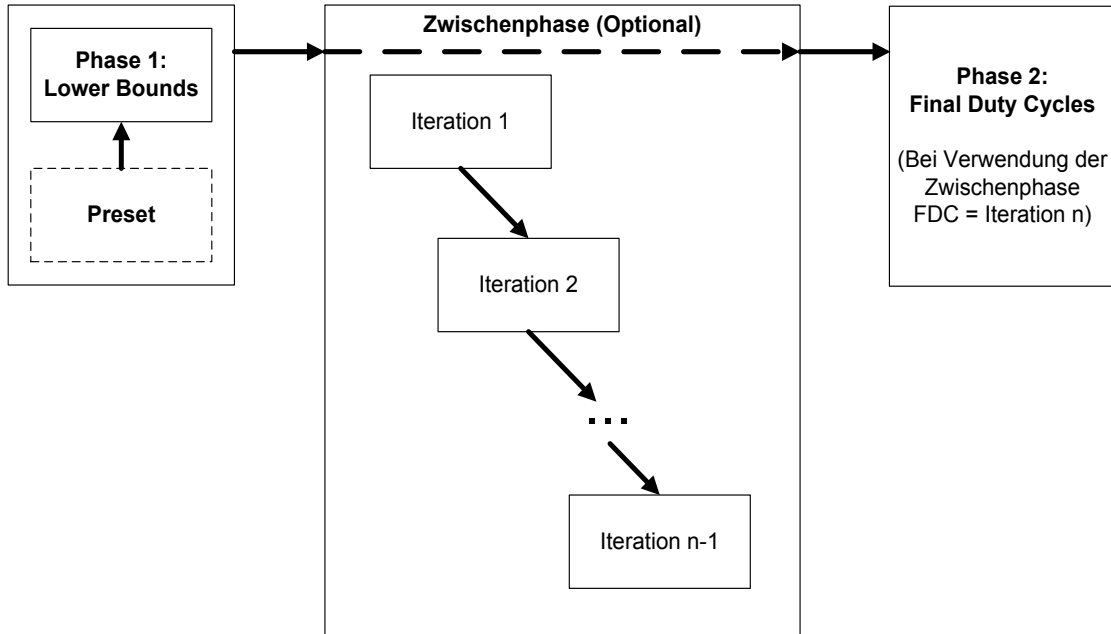 Phase 1:
Lower Bounds
Preset
Zwischenphase (Optional)
Iteration 1
Iteration 2
...
Iteration n-1
Phase 2:
Final Duty Cycles
(Bei Verwendung der
Zwischenphase
FDC = Iteration n)